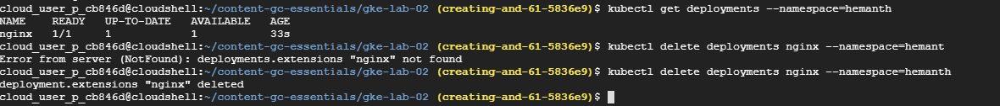 cloud_user_p_cb846d@cloudshell:~/content-gc-essentials/gke-lab-02 (creating-and-61-5836e9)$ kubectl get deployments --namespace=hemanth
NAME    READY   UP-TO-DATE   AVAILABLE   AGE
nginx   1/1     1            1           33s
cloud_user_p_cb846d@cloudshell:~/content-gc-essentials/gke-lab-02 (creating-and-61-5836e9)$ kubectl delete deployments nginx --namespace=hemant
Error from server (NotFound): deployments.extensions "nginx" not found
cloud_user_p_cb846d@cloudshell:~/content-gc-essentials/gke-lab-02 (creating-and-61-5836e9)$ kubectl delete deployments nginx --namespace=hemanth
deployment.extensions "nginx" deleted
cloud_user_p_cb846d@cloudshell:~/content-gc-essentials/gke-lab-02 (creating-and-61-5836e9)$